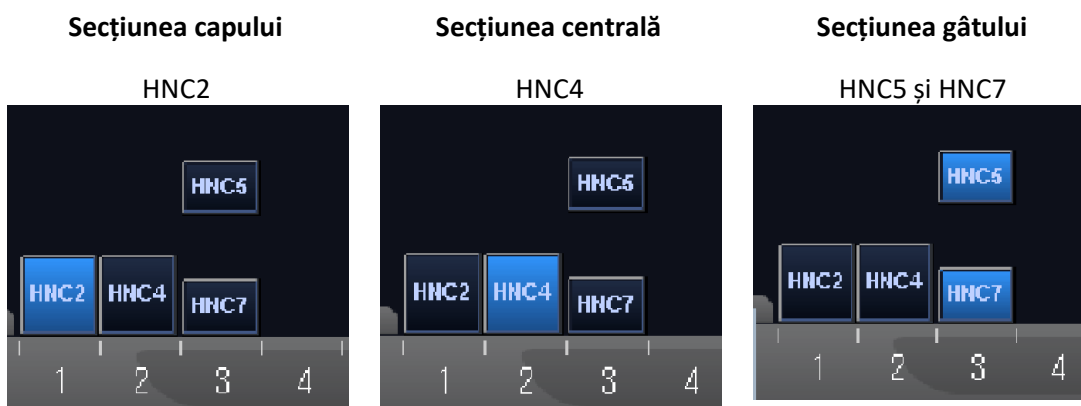 Secțiunea capului
Secțiunea centrală
Secțiunea gâtului
HNC2
HNC4
HNC5 și HNC7
HNC5
HNC2
HNC4
HNC7
1
2
3
4
HNC5
HNC2
HNC4
HNC7
1
2
3
4
HNC5
HNC2
HNC4
HNC7
1
2
3
4